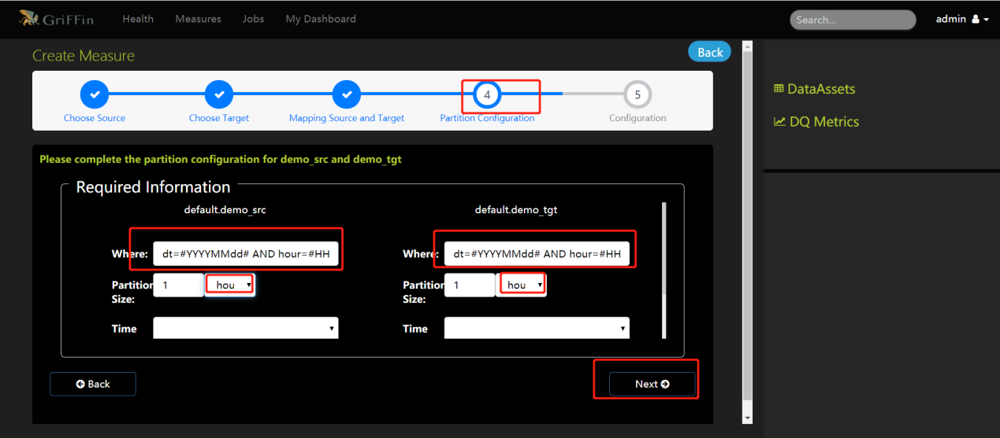 GriFFin Health Measures Jobs My Dashboard Search... admin
Create Measure Back
4 5
Choose Source Choose Target Mapping Source and Target Partition Configuration Configuration
DataAssets
DQ Metrics
Please complete the partition configuration for demo_src and demo_tgt
Required Information
default.demo_src default.demo_tgt
Where: dt=#YYYYMMdd# AND hour=#HH Where: dt=#YYYYMMdd# AND hour=#HH
Partition 1 hou Partition 1 hou
Size: Size:
Time Time
Back Next